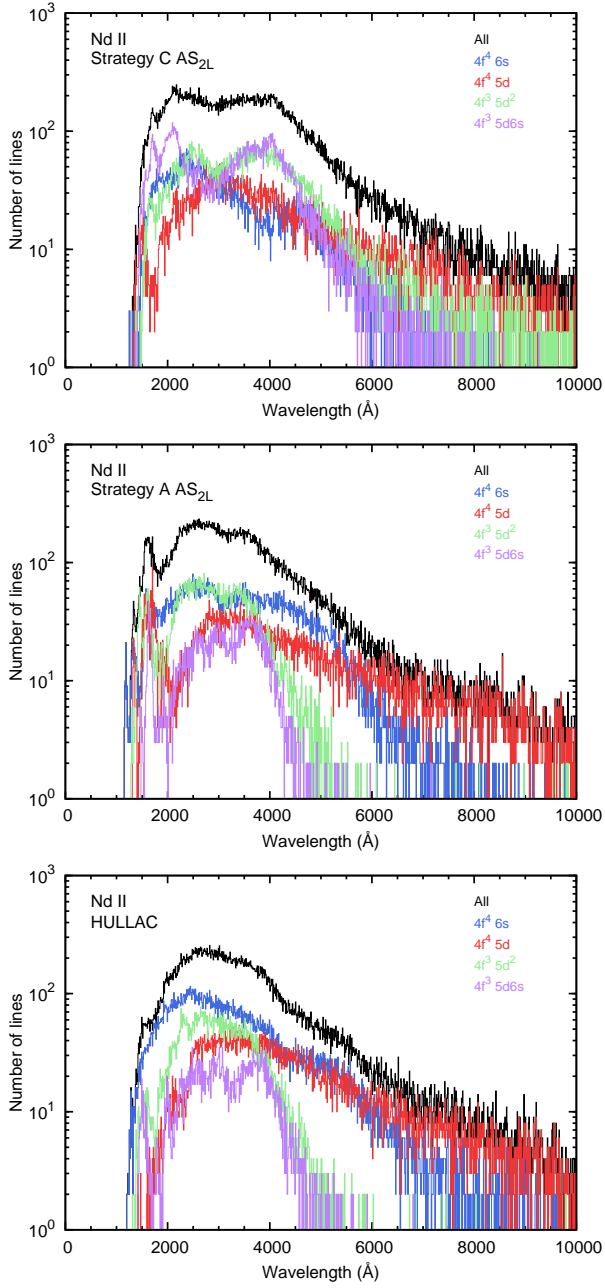 10³
Nd II
Strategy C AS₂L
All
4f⁴ 6s
4f⁴ 5d
4f³ 5d²
4f³ 5d6s
10²
Number of lines
10¹
10⁰
0 2000 4000 6000 8000 10000
Wavelength (Å)
10³
Nd II
Strategy A AS₂L
All
4f⁴ 6s
4f⁴ 5d
4f³ 5d²
4f³ 5d6s
10²
Number of lines
10¹
10⁰
0 2000 4000 6000 8000 10000
Wavelength (Å)
10³
Nd II
HULLAC
All
4f⁴ 6s
4f⁴ 5d
4f³ 5d²
4f³ 5d6s
10²
Number of lines
10¹
10⁰
0 2000 4000 6000 8000 10000
Wavelength (Å)